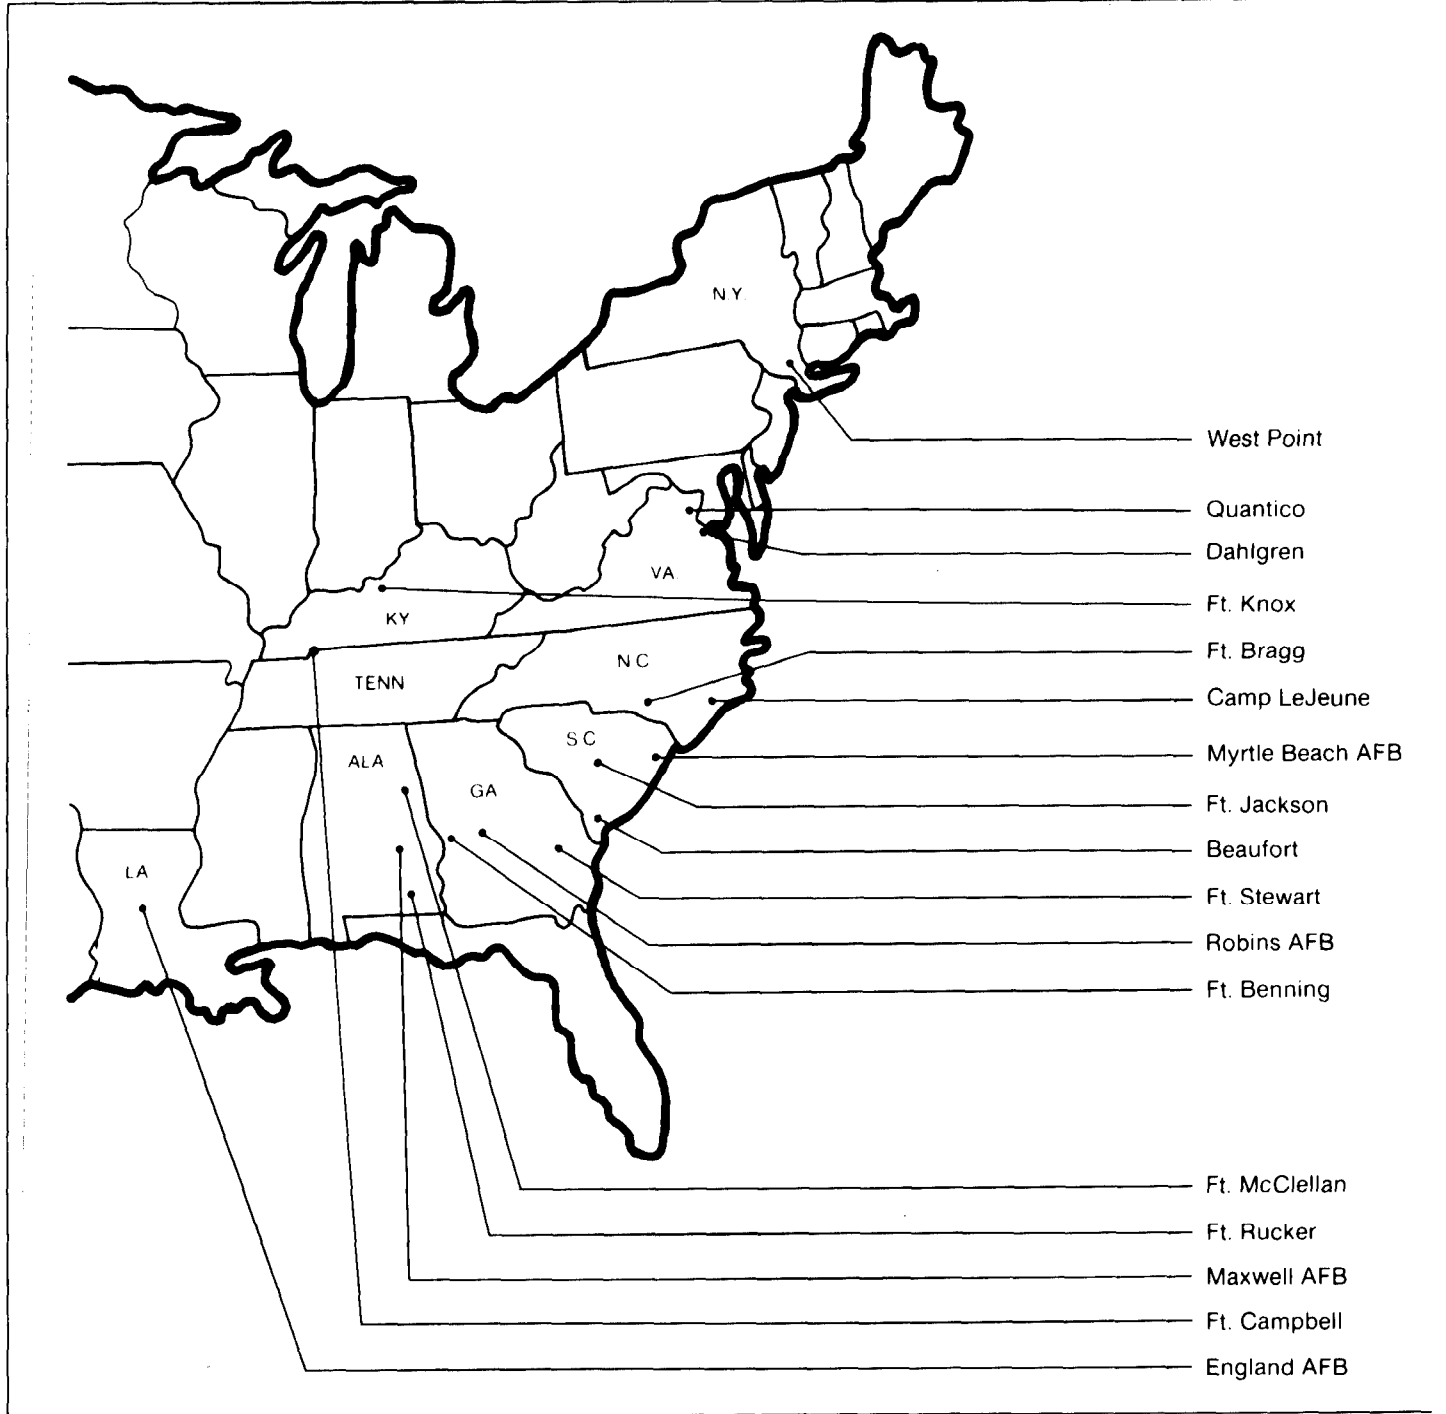 N.Y.
West Point
Quantico
Dahlgren
VA.
Ft. Knox
KY
Ft. Bragg
N C
TENN
Camp LeJeune
S C
Myrtle Beach AFB
ALA
GA
Ft. Jackson
Beaufort
LA
Ft. Stewart
Robins AFB
Ft. Benning
Ft. McClellan
Ft. Rucker
Maxwell AFB
Ft. Campbell
England AFB